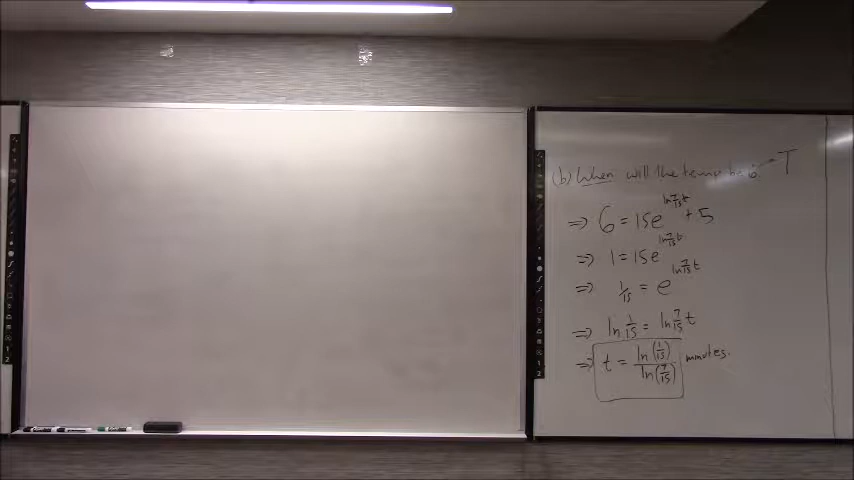 (b) When will the temp be 6. → T
⇒ 6 = 15e^{ln 7/15 t} + 5
⇒ 1 = 15e^{ln 7/15 t}
⇒ 1/15 = e^{ln 7/15 t}
⇒ ln 1/15 = ln 7/15 t
⇒ t = ln(1/15) / ln(7/15) minutes.